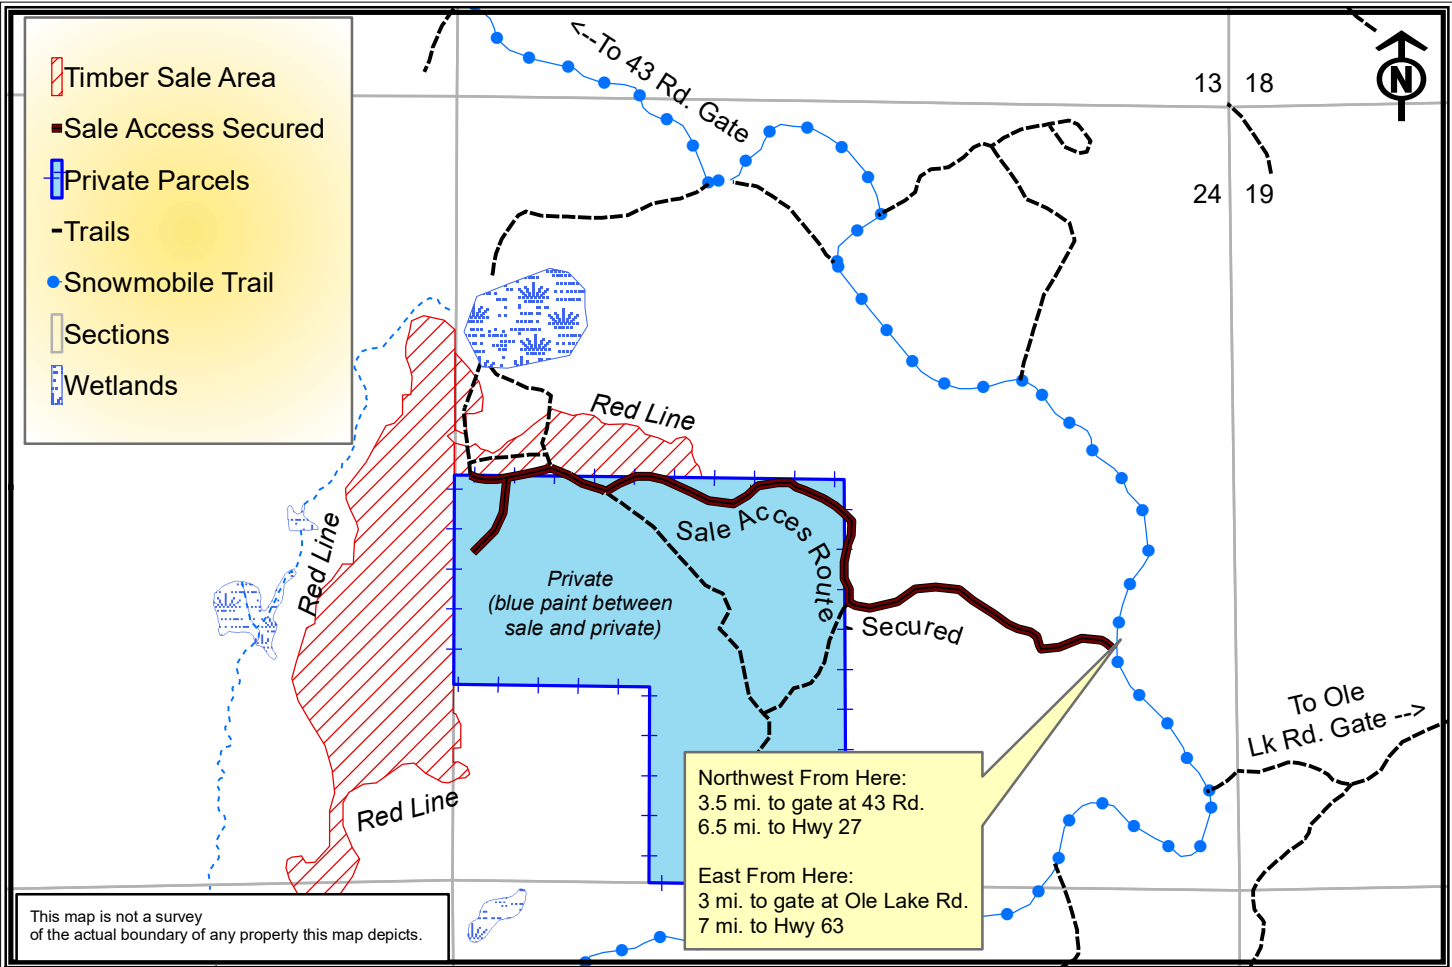 Timber Sale Area
Sale Access Secured
Private Parcels
Trails
Snowmobile Trail
Sections
Wetlands
<--To 43 Rd. Gate
N
13 18
24 19
Red Line
Sale Acces Route
Secured
Red Line
Private
(blue paint between
sale and private)
To Ole
Lk Rd. Gate -->
Red Line
Northwest From Here:
3.5 mi. to gate at 43 Rd.
6.5 mi. to Hwy 27
East From Here:
3 mi. to gate at Ole Lake Rd.
7 mi. to Hwy 63
This map is not a survey
of the actual boundary of any property this map depicts.